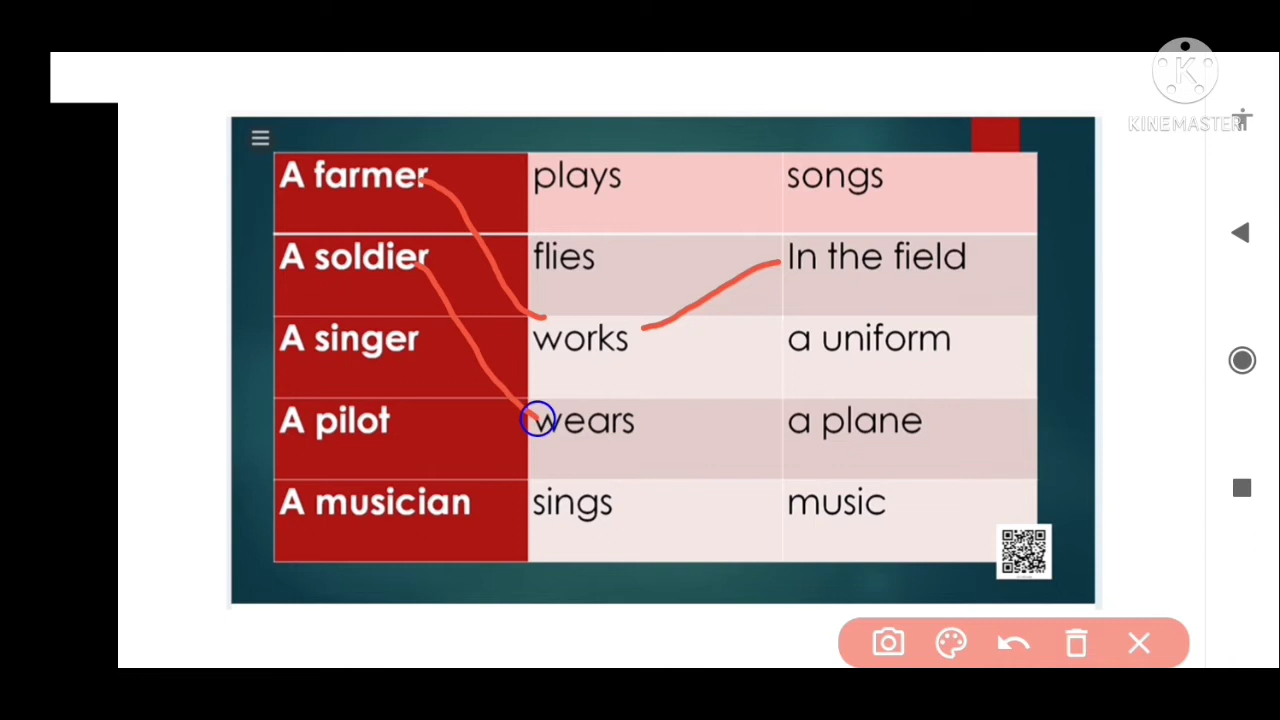 K
KINEMASTER
A farmer plays songs
A soldier flies In the field
A singer works a uniform
A pilot wears a plane
A musician sings music